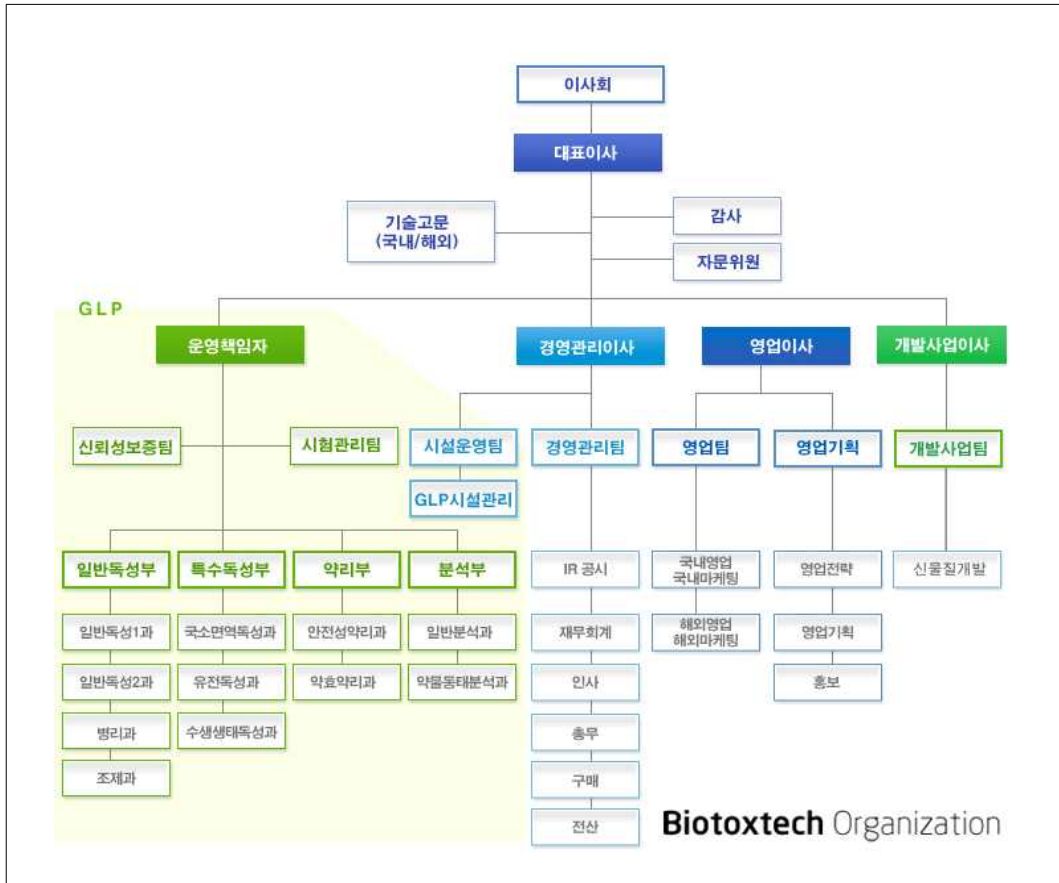 이사회
대표이사
기술고문
(국내/해외)
감사
자문위원
GLP
운영책임자
경영관리이사
영업이사
개발사업이사
신뢰성보증팀
시험관리팀
시설운영팀
경영관리팀
영업팀
영업기획
개발사업팀
GLP시설관리
일반독성부
특수독성부
약리부
분석부
IR 공시
국내영업
국내마케팅
영업전략
신물질개발
일반독성1과
국소면역독성과
안전성약리과
일반분석과
재무회계
해외영업
해외마케팅
영업기획
일반독성2과
유전독성과
약효약리과
약물동태분석과
인사
홍보
병리과
수생생태독성과
총무
조제과
구매
전산
Biotoxtech Organization